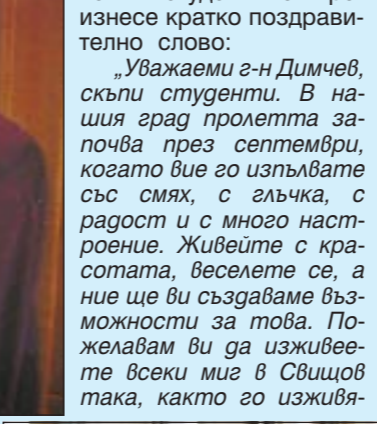 изнесе кратко поздрави-
телно слово:
„Уважаеми г-н Димчев,
скъпи студенти. В на-
шия град пролетта за-
почва през септември,
когато вие го изпълвате
със смях, с глъчка, с
радост и с много наст-
роение. Живейте с кра-
сотата, веселете се, а
ние ще ви създаваме въз-
можности за това. По-
желавам ви да изживее-
те всеки миг в Свищов
така, както го изживя-